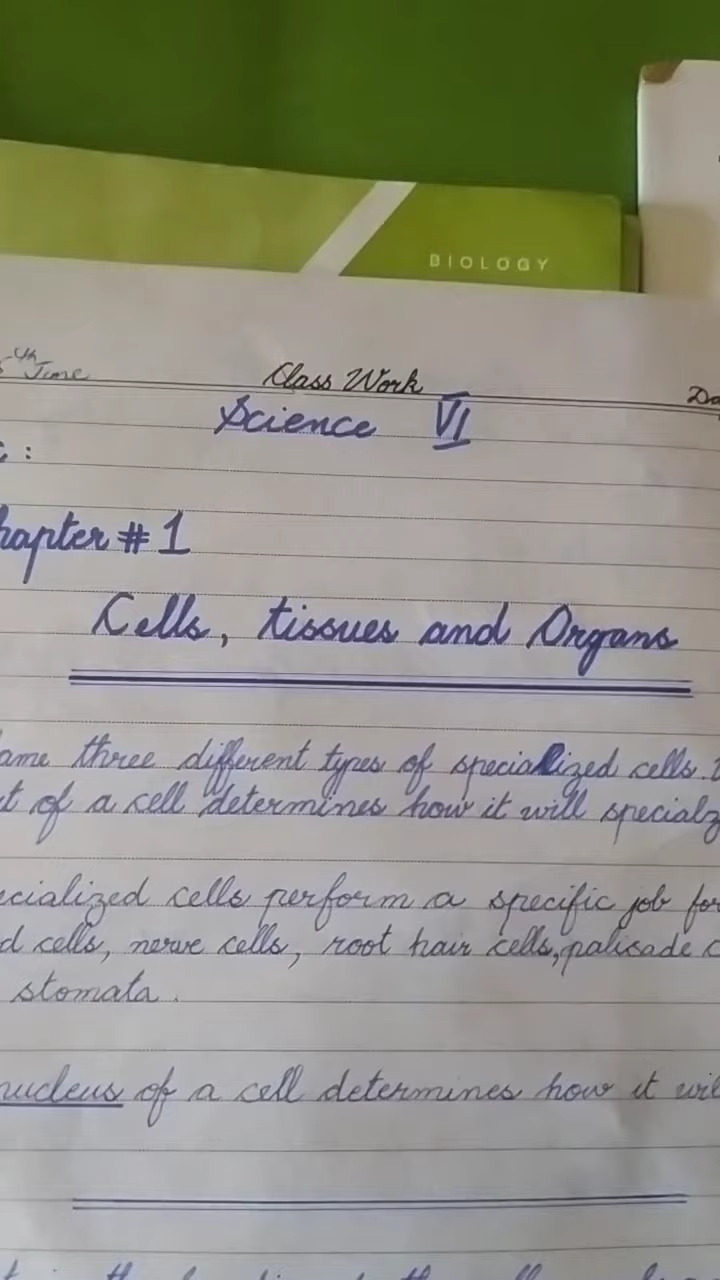 BIOLOGY
Time Class Work
Science VI
:
hapter # 1
Cells, tissues and Organs
ame three different types of specialized cells.
t of a cell determines how it will specialz
ecialized cells perform a specific job for
d cells, nerve cells, root hair cells, palisade c
stomata.
nucleus of a cell determines how it wil